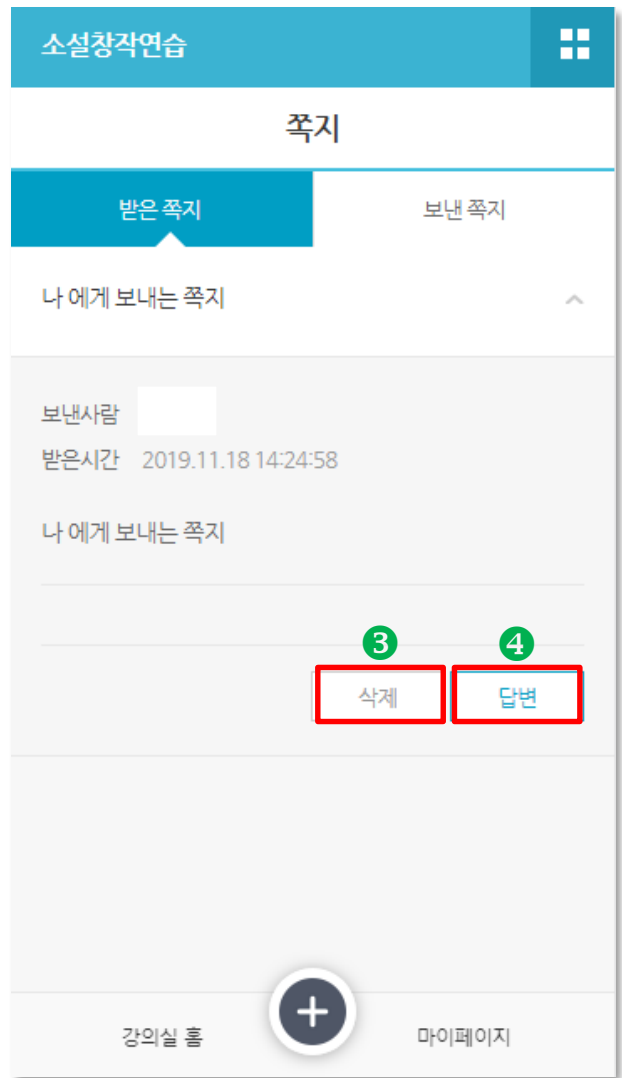 소설창작연습
쪽지
받은 쪽지 보낸 쪽지
나 에게 보내는 쪽지
보낸사람
받은시간 2019.11.18 14:24:58
나 에게 보내는 쪽지
3 4
삭제 답변
강의실 홈 마이페이지